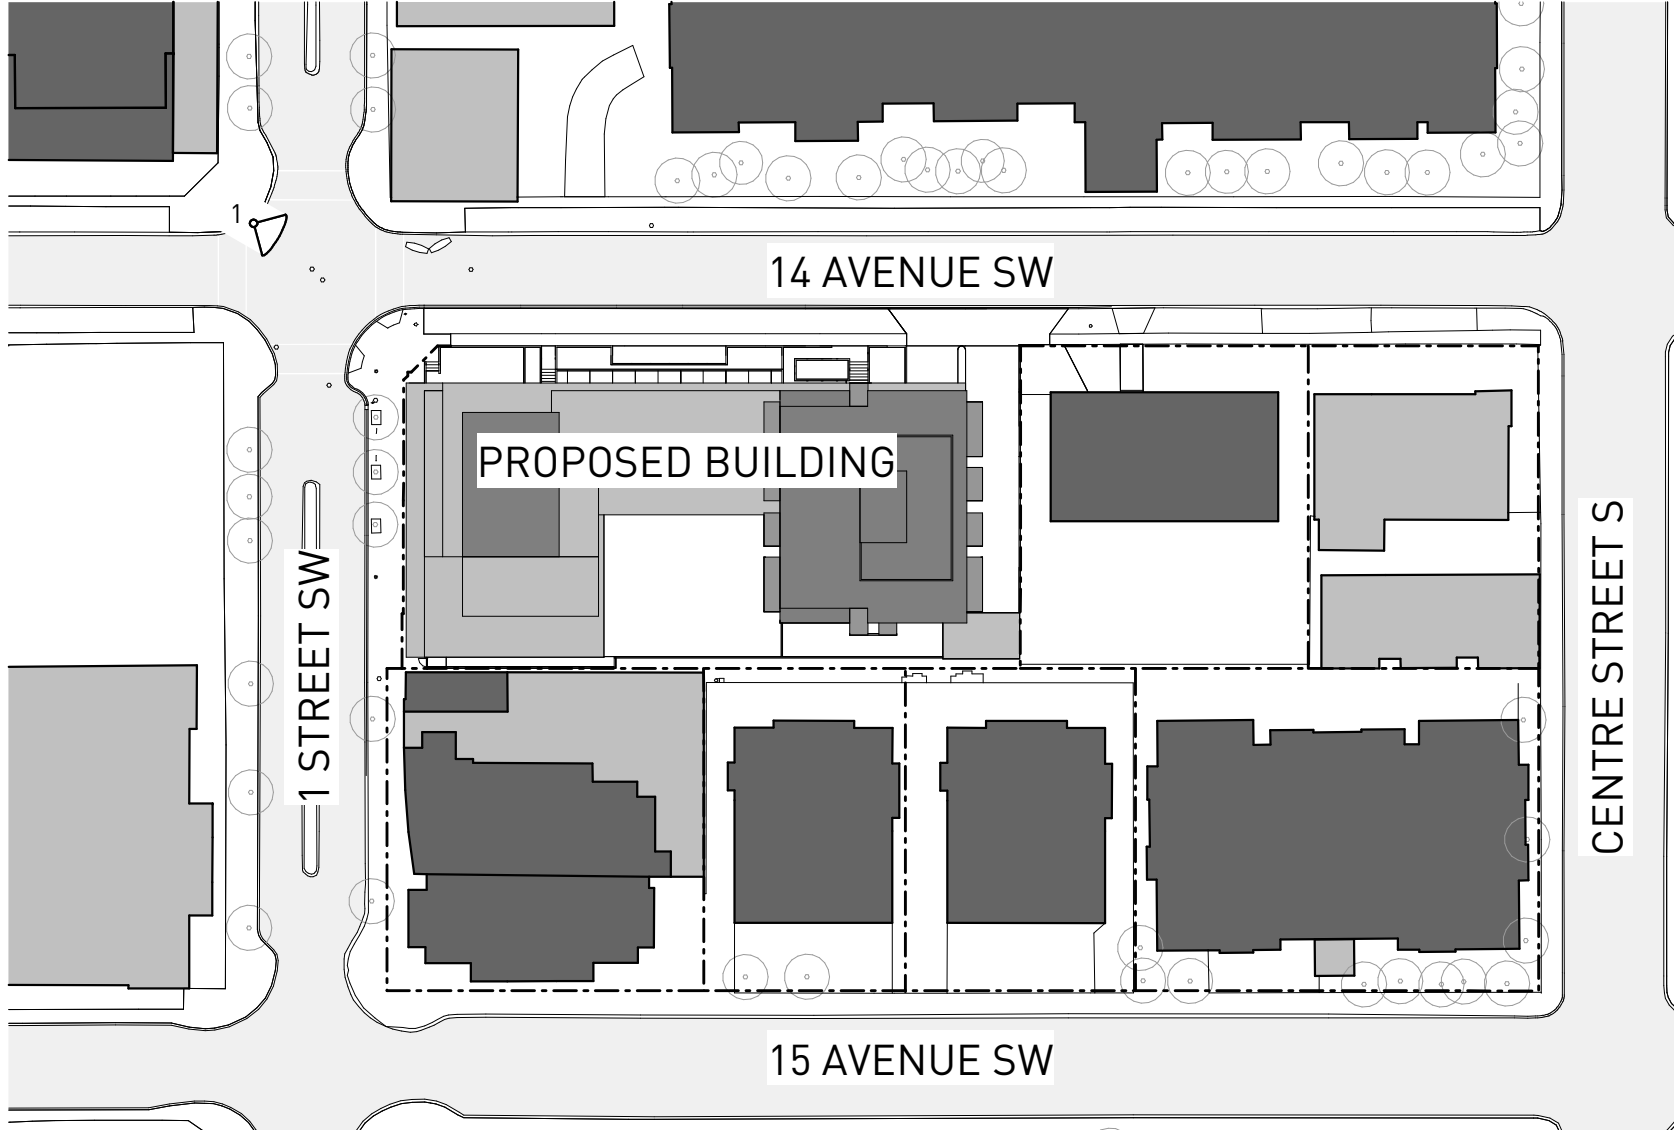 1
14 AVENUE SW
PROPOSED BUILDING
1 STREET SW
CENTRE STREET S
15 AVENUE SW